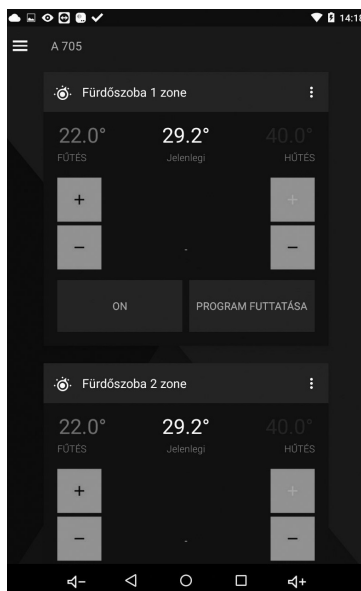 14:18
A 705
Fürdőszoba 1 zone
22.0° 29.2° 40.0°
FŰTÉS Jelenlegi HŰTÉS
+ +
− - −
ON PROGRAM FUTTATÁSA
Fürdőszoba 2 zone
22.0° 29.2° 40.0°
FŰTÉS Jelenlegi HŰTÉS
+ +
− - −